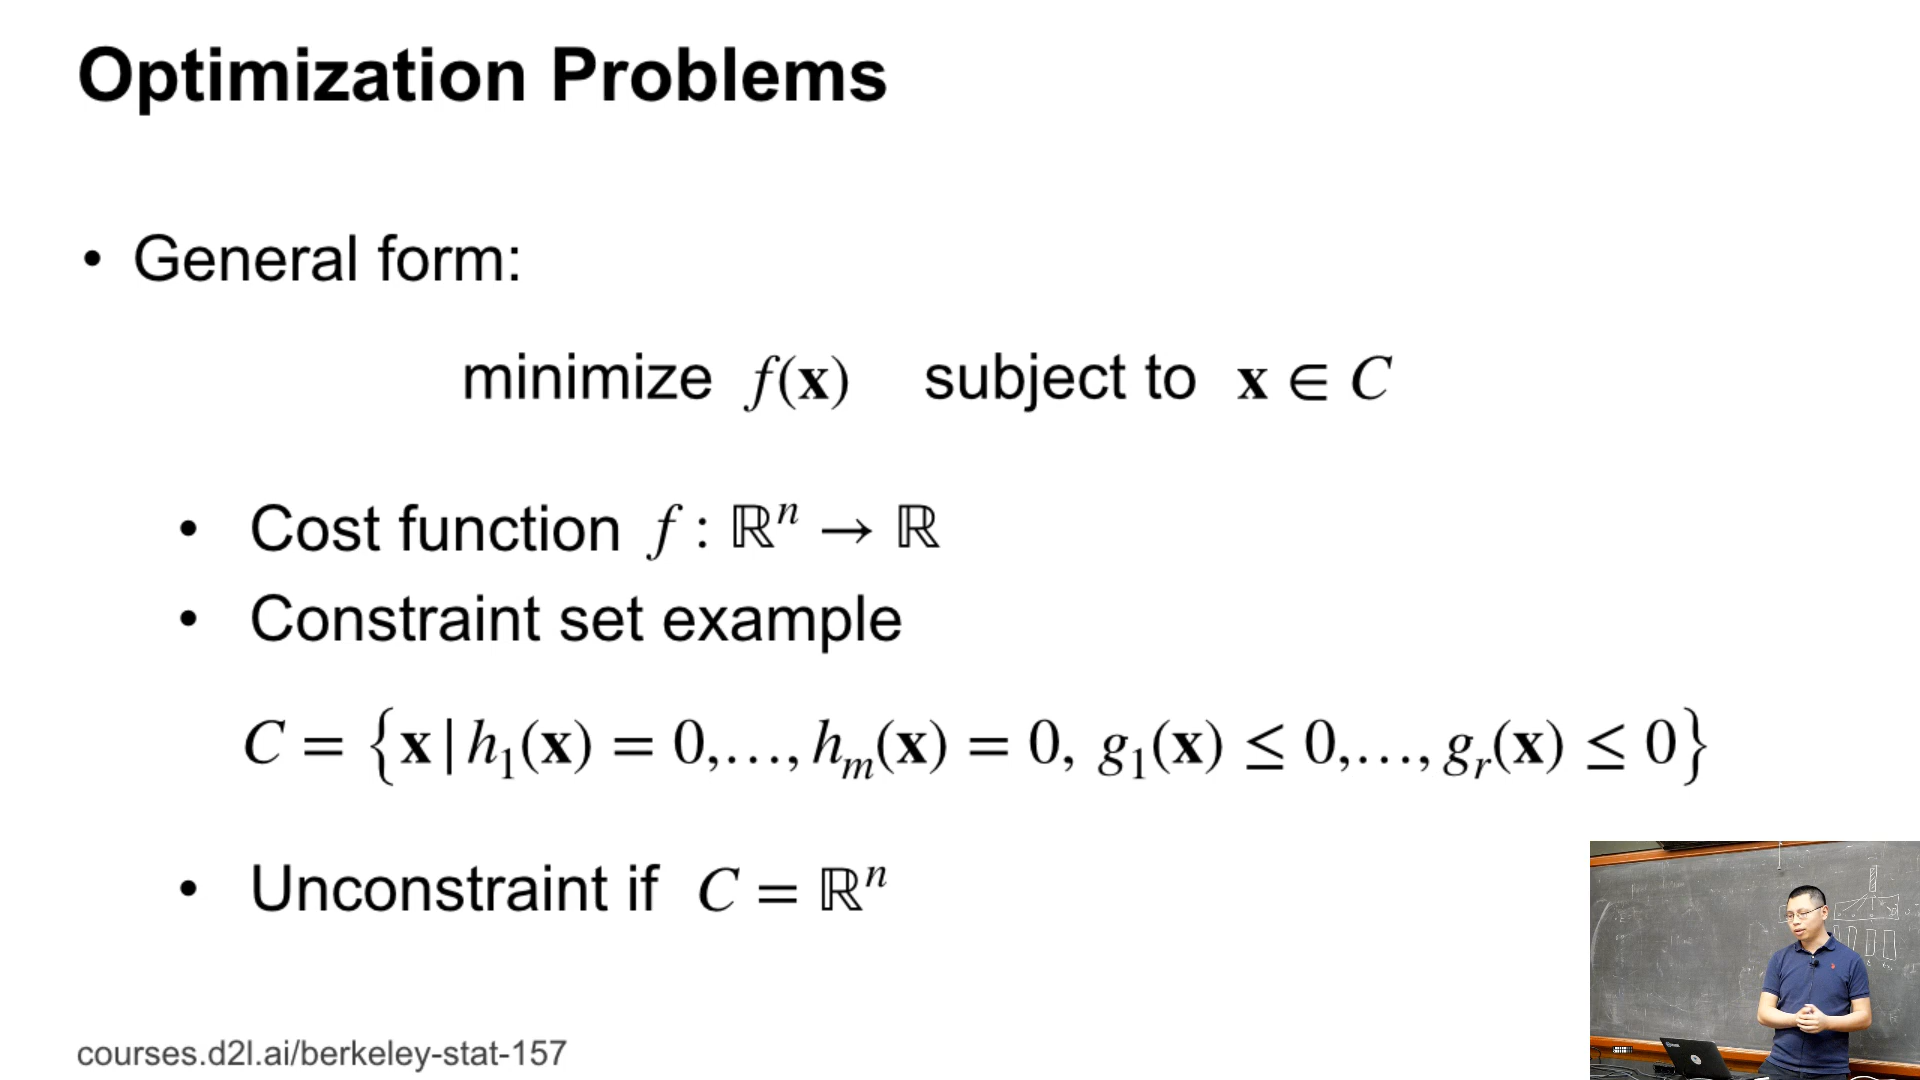 Optimization Problems
• General form:
minimize f(𝐱) subject to 𝐱 ∈ C
• Cost function f : ℝⁿ → ℝ
• Constraint set example
C = {𝐱 | h₁(𝐱) = 0,…, hₘ(𝐱) = 0, g₁(𝐱) ≤ 0,…, gᵣ(𝐱) ≤ 0}
• Unconstraint if C = ℝⁿ
courses.d2l.ai/berkeley-stat-157